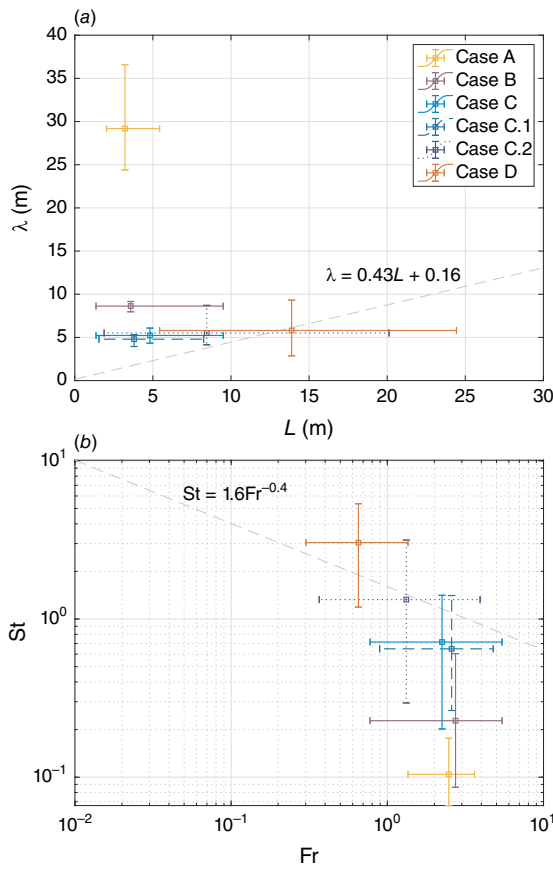 (a)
40
35
30
25
20
15
10
5
0
λ (m)
Case A
Case B
Case C
Case C.1
Case C.2
Case D
λ = 0.43L + 0.16
0 5 10 15 20 25 30
L (m)
(b)
10¹
10⁰
10⁻¹
St
St = 1.6Fr⁻⁰·⁴
10⁻² 10⁻¹ 10⁰ 10¹
Fr